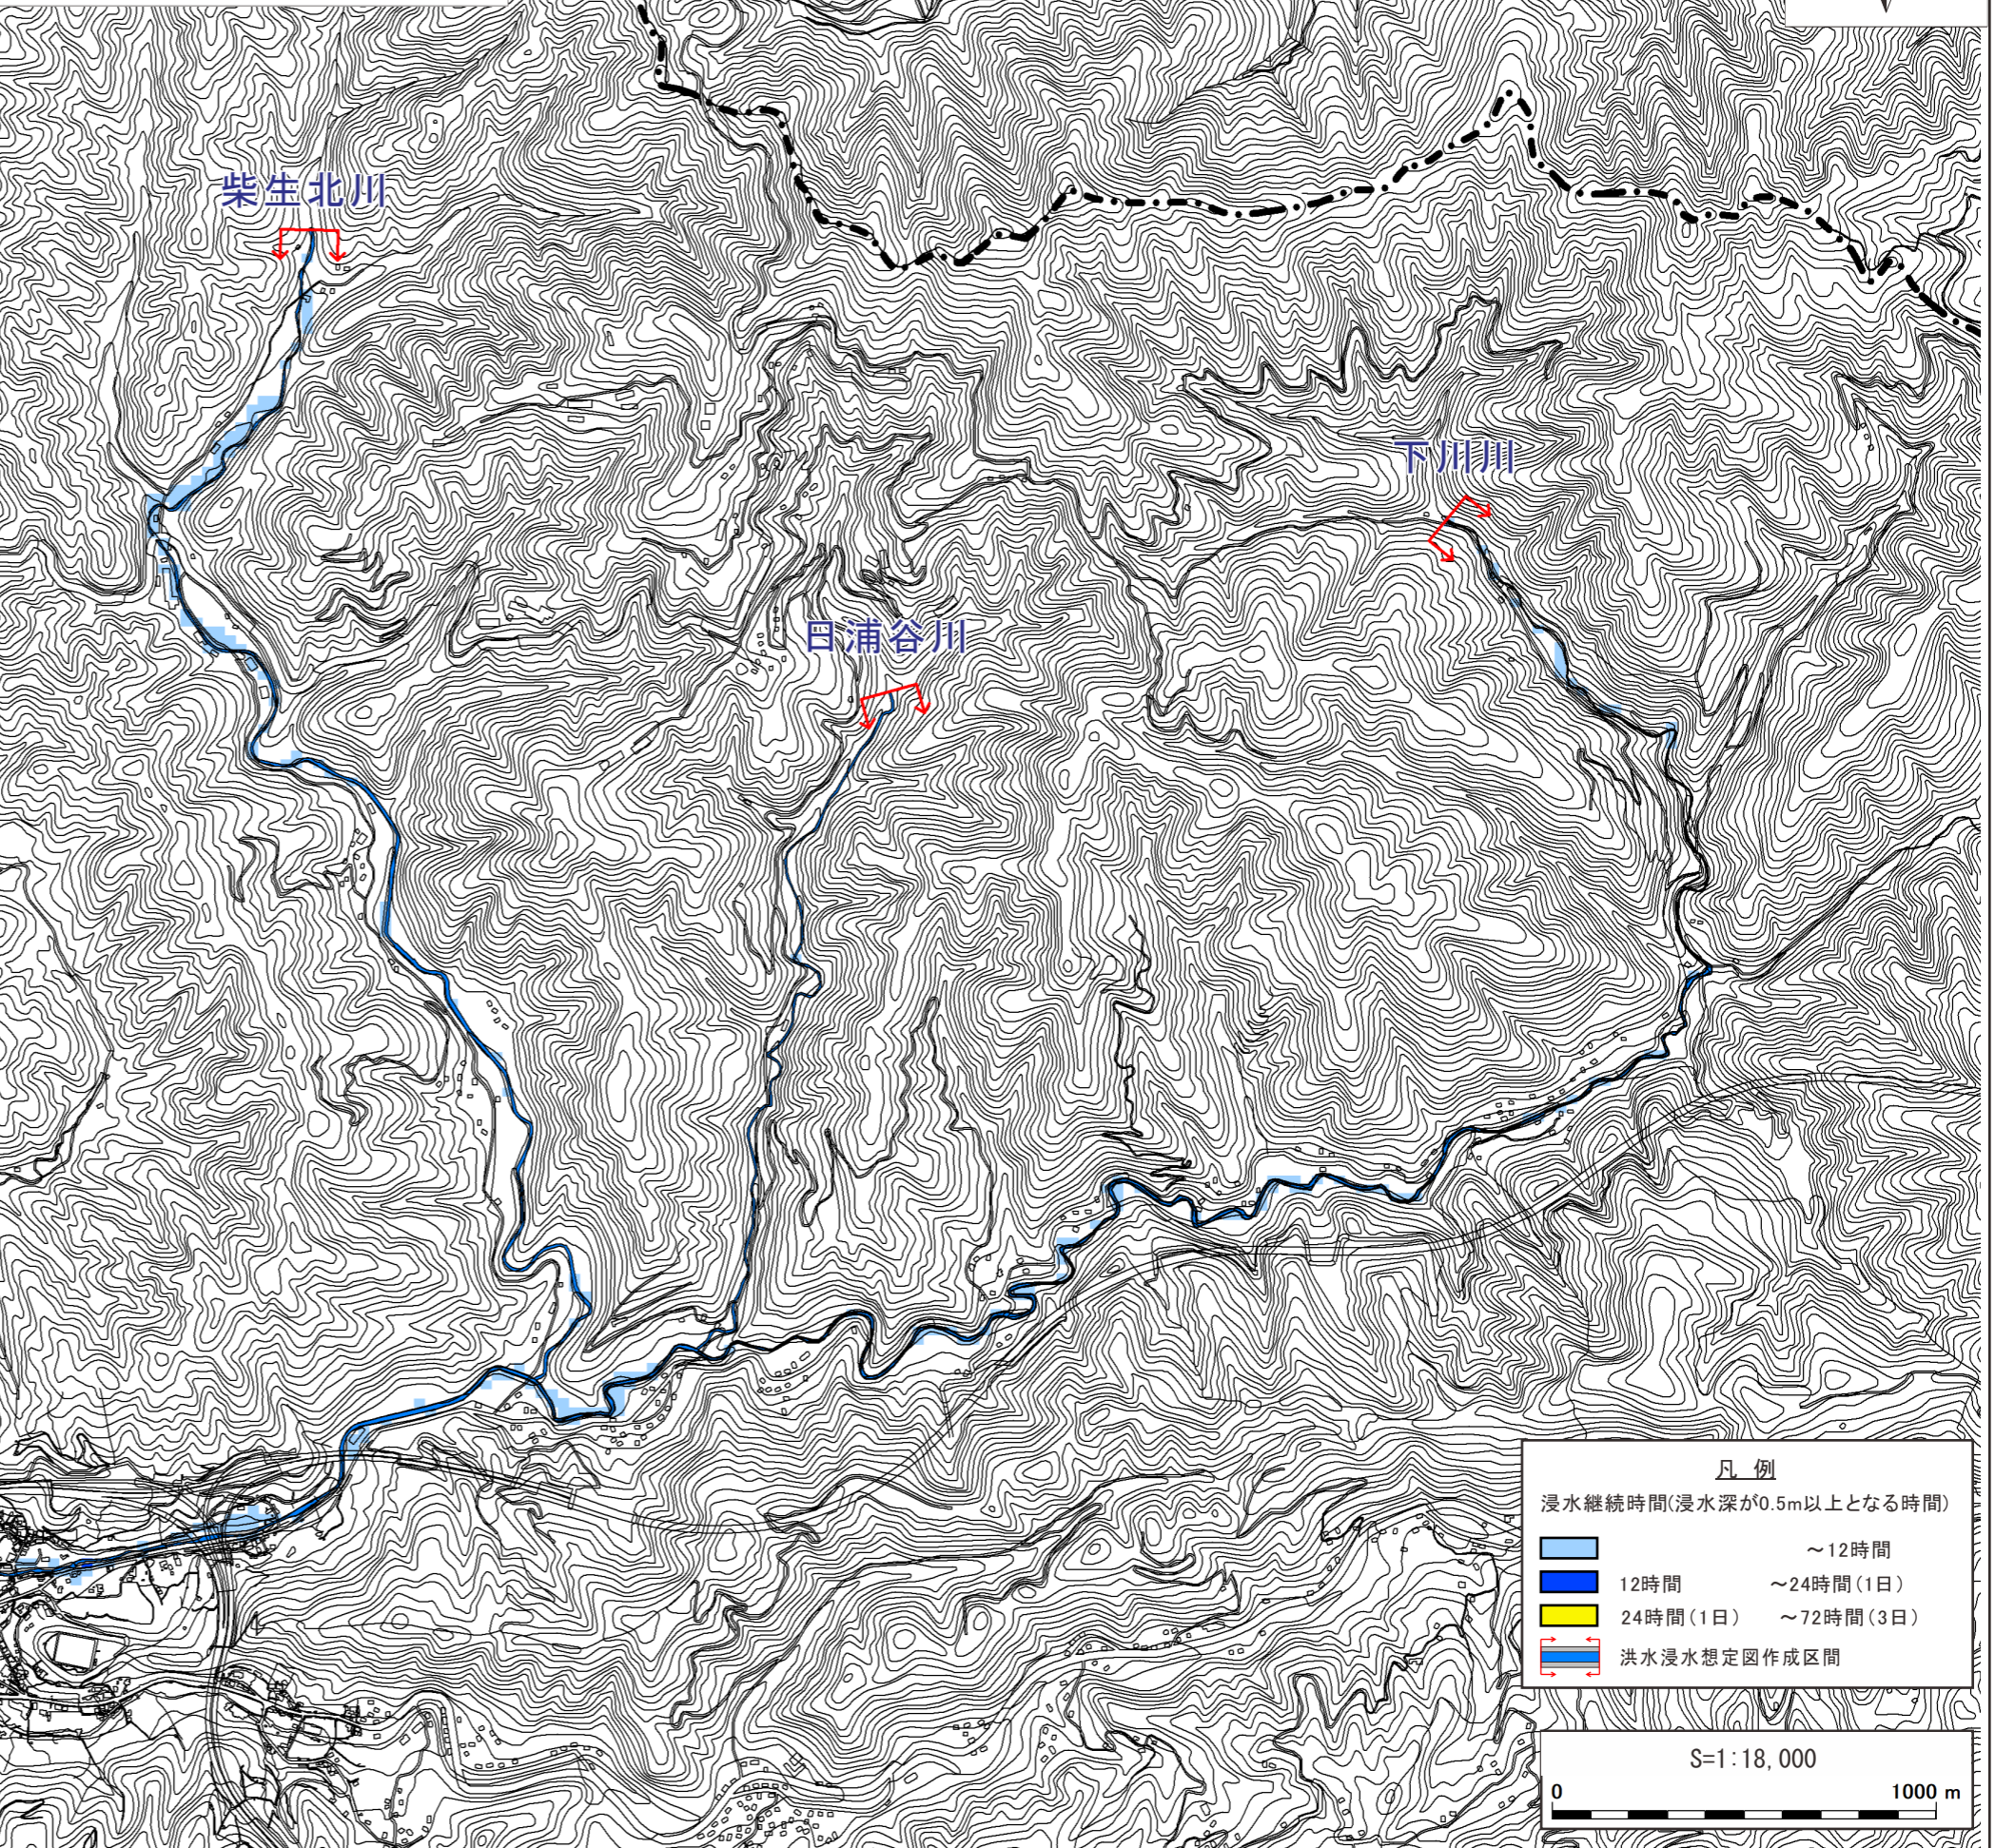 柴生北川
下川川
日浦谷川
凡 例
浸水継続時間(浸水深が0.5m以上となる時間)
～12時間
12時間 ～24時間(1日)
24時間(1日) ～72時間(3日)
洪水浸水想定図作成区間
S=1:18,000
0 1000 m